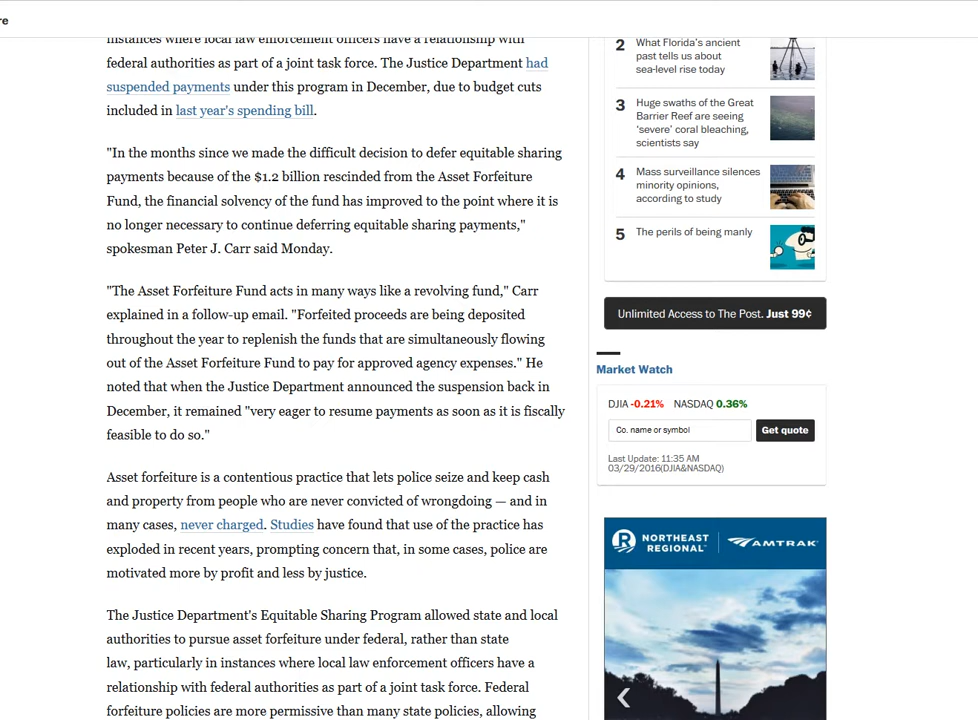 re
instances where local law enforcement officers have a relationship with
federal authorities as part of a joint task force. The Justice Department had
suspended payments under this program in December, due to budget cuts
included in last year's spending bill.
"In the months since we made the difficult decision to defer equitable sharing
payments because of the $1.2 billion rescinded from the Asset Forfeiture
Fund, the financial solvency of the fund has improved to the point where it is
no longer necessary to continue deferring equitable sharing payments,"
spokesman Peter J. Carr said Monday.
"The Asset Forfeiture Fund acts in many ways like a revolving fund," Carr
explained in a follow-up email. "Forfeited proceeds are being deposited
throughout the year to replenish the funds that are simultaneously flowing
out of the Asset Forfeiture Fund to pay for approved agency expenses." He
noted that when the Justice Department announced the suspension back in
December, it remained "very eager to resume payments as soon as it is fiscally
feasible to do so."
Asset forfeiture is a contentious practice that lets police seize and keep cash
and property from people who are never convicted of wrongdoing — and in
many cases, never charged. Studies have found that use of the practice has
exploded in recent years, prompting concern that, in some cases, police are
motivated more by profit and less by justice.
The Justice Department's Equitable Sharing Program allowed state and local
authorities to pursue asset forfeiture under federal, rather than state
law, particularly in instances where local law enforcement officers have a
relationship with federal authorities as part of a joint task force. Federal
forfeiture policies are more permissive than many state policies, allowing
2 What Florida's ancient
past tells us about
sea-level rise today
3 Huge swaths of the Great
Barrier Reef are seeing
'severe' coral bleaching,
scientists say
4 Mass surveillance silences
minority opinions,
according to study
5 The perils of being manly
Unlimited Access to The Post. Just 99¢
Market Watch
DJIA -0.21% NASDAQ 0.36%
Co. name or symbol Get quote
Last Update: 11:35 AM
03/29/2016(DJIA&NASDAQ)
NORTHEAST
REGIONAL
AMTRAK